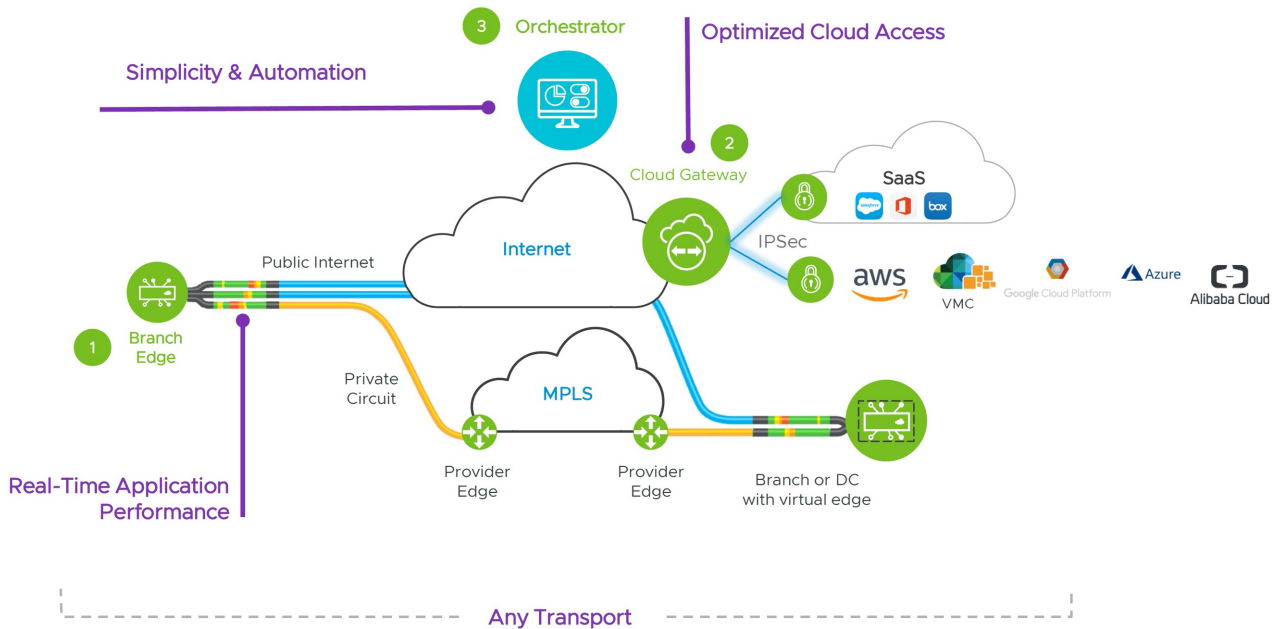 3
Orchestrator
Optimized Cloud Access
Simplicity & Automation
2
Cloud Gateway
SaaS
salesforce
box
Internet
IPSec
Public Internet
aws
VMC
Google Cloud Platform
Azure
Alibaba Cloud
1
Branch
Edge
Private
Circuit
MPLS
Provider
Edge
Provider
Edge
Branch or DC
with virtual edge
Real-Time Application
Performance
Any Transport